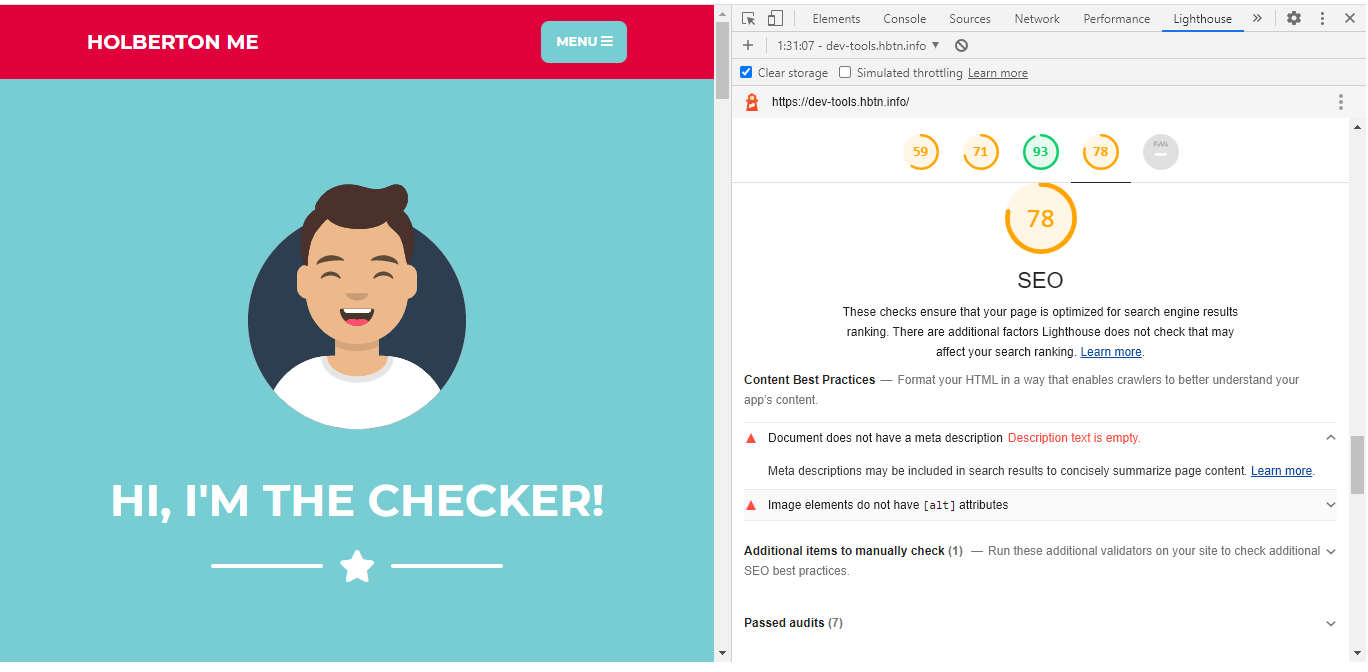 HOLBERTON ME
MENU
HI, I'M THE CHECKER!
Elements Console Sources Network Performance Lighthouse
1:31:07 - dev-tools.hbtn.info
Clear storage Simulated throttling Learn more
https://dev-tools.hbtn.info/
59 71 93 78 PWA
78
SEO
These checks ensure that your page is optimized for search engine results
ranking. There are additional factors Lighthouse does not check that may
affect your search ranking. Learn more.
Content Best Practices — Format your HTML in a way that enables crawlers to better understand your
app's content.
Document does not have a meta description Description text is empty.
Meta descriptions may be included in search results to concisely summarize page content. Learn more.
Image elements do not have [alt] attributes
Additional items to manually check (1) — Run these additional validators on your site to check additional
SEO best practices.
Passed audits (7)